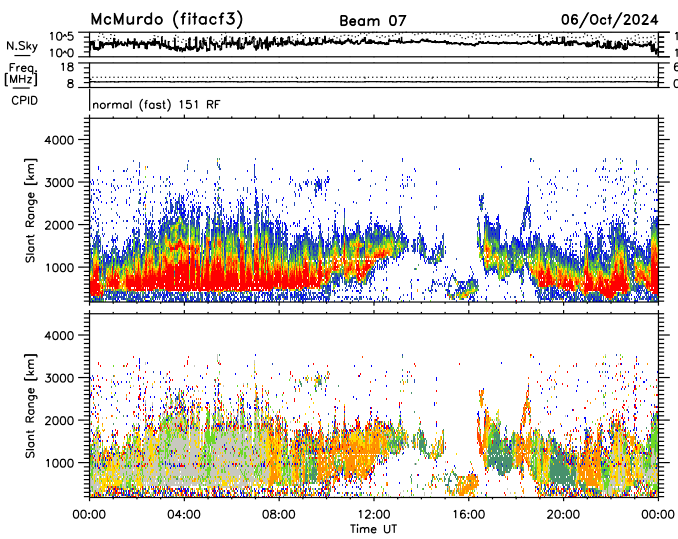 McMurdo (fitacf3) Beam 07 06/Oct/2024
N.Sky 10^5 10^0
Freq. [MHz] 18 8
CPID normal (fast) 151 RF
Slant Range [km] 4000 3000 2000 1000
Slant Range [km] 4000 3000 2000 1000
00:00 04:00 08:00 12:00 16:00 20:00 00:00
Time UT